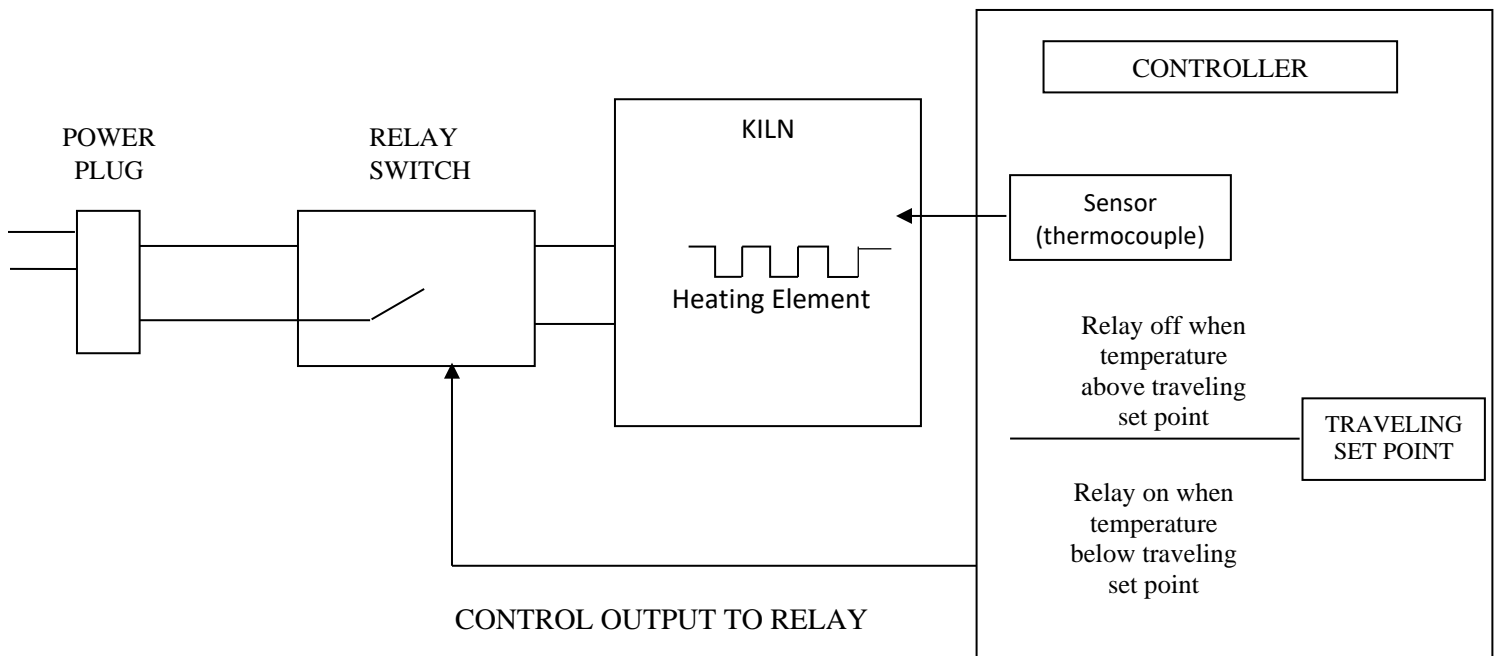 CONTROLLER
POWER
PLUG
RELAY
SWITCH
KILN
Sensor
(thermocouple)
Heating Element
Relay off when
temperature
above traveling
set point
TRAVELING
SET POINT
Relay on when
temperature
below traveling
set point
CONTROL OUTPUT TO RELAY